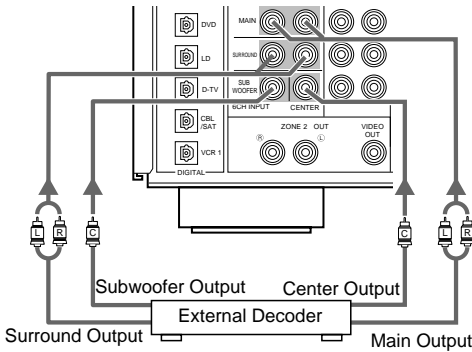 DVD
MAIN
LD
SURROUND
D-TV
SUB
WOOFER
6CH INPUT
CENTER
CBL
/SAT
ZONE 2 OUT
VIDEO
OUT
R
L
VCR 1
DIGITAL
L
R
C
C
L
R
Subwoofer Output
Center Output
External Decoder
Surround Output
Main Output